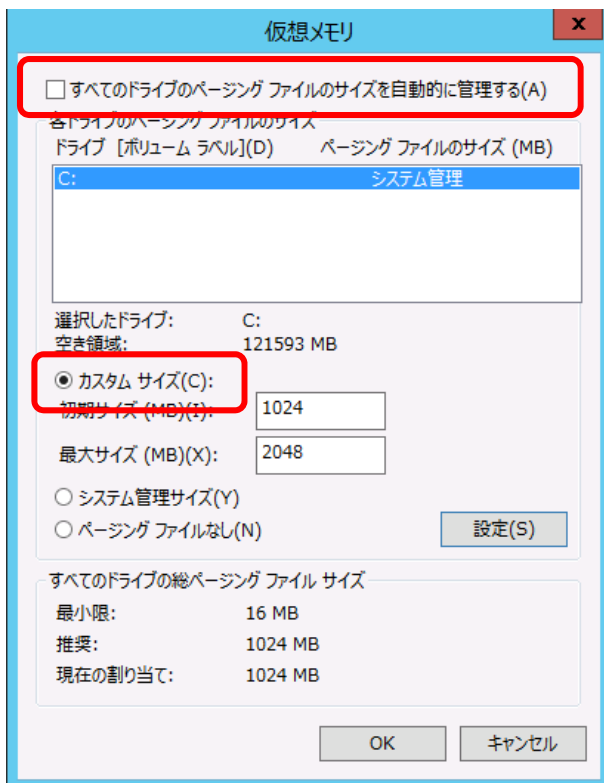 仮想メモリ
x
すべてのドライブのページング ファイルのサイズを自動的に管理する(A)
各ドライブのページング ファイルのサイズ
ドライブ [ボリューム ラベル](D) ページング ファイルのサイズ (MB)
C: システム管理
選択したドライブ: C:
空き領域: 121593 MB
カスタム サイズ(C):
初期サイズ (MB)(I): 1024
最大サイズ (MB)(X): 2048
システム管理サイズ(Y)
ページング ファイルなし(N) 設定(S)
すべてのドライブの総ページング ファイル サイズ
最小限: 16 MB
推奨: 1024 MB
現在の割り当て: 1024 MB
OK キャンセル